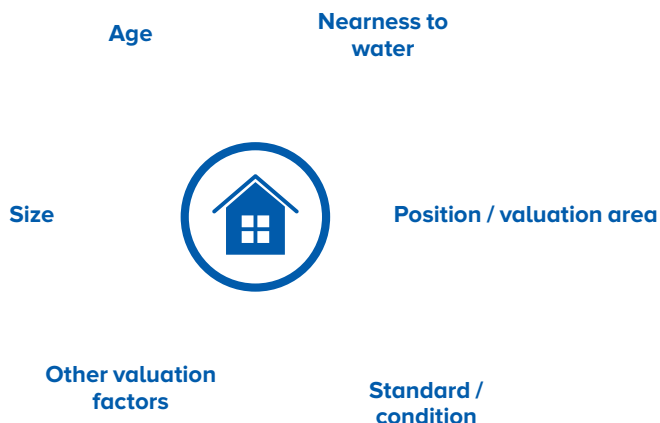 Age
Nearness to
water
Size
Position / valuation area
Other valuation
factors
Standard /
condition